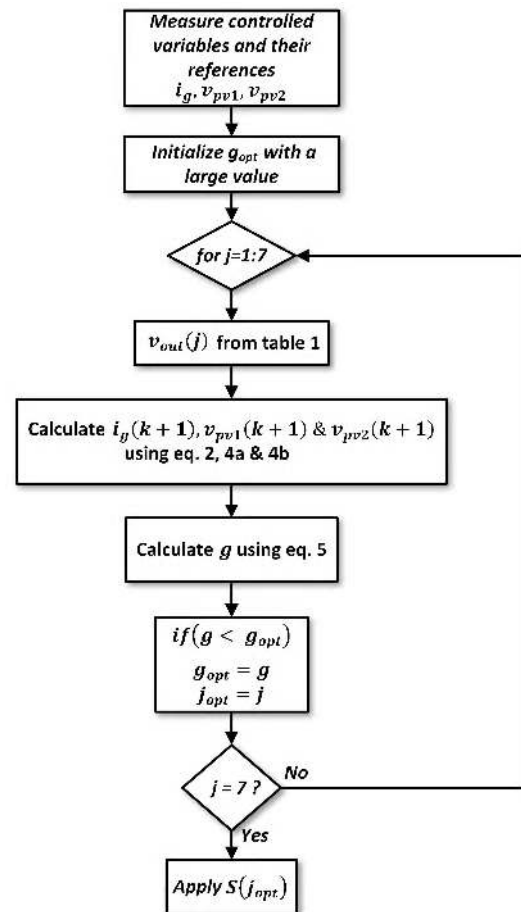 Measure controlled
variables and their
references
i_g, v_pv1, v_pv2
Initialize g_opt with a
large value
for j=1:7
v_out(j) from table 1
Calculate i_g(k + 1), v_pv1(k + 1) & v_pv2(k + 1)
using eq. 2, 4a & 4b
Calculate g using eq. 5
if(g < g_opt)
g_opt = g
j_opt = j
j = 7 ?
No
Yes
Apply S(j_opt)